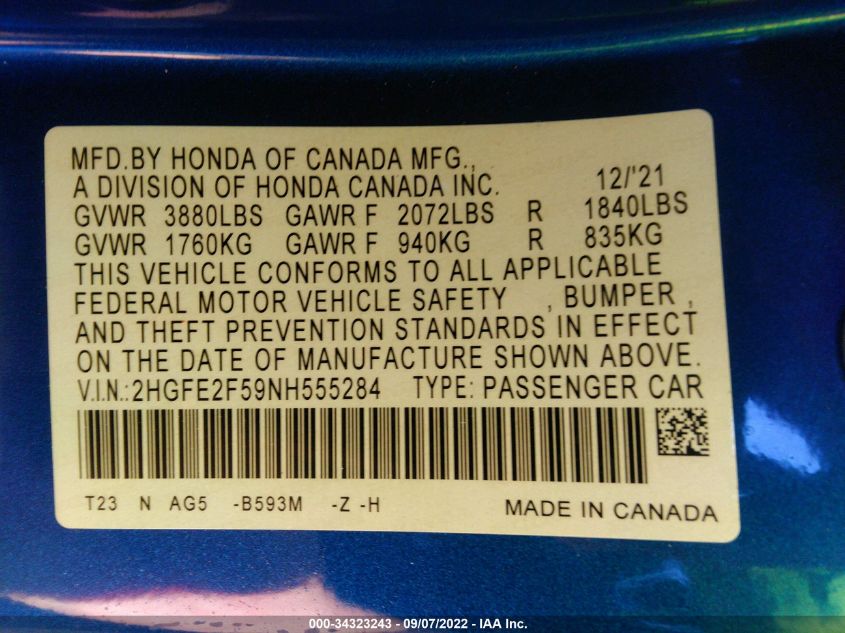 MFD.BY HONDA OF CANADA MFG.,
A DIVISION OF HONDA CANADA INC. 12/'21
GVWR 3880LBS GAWR F 2072LBS R 1840LBS
GVWR 1760KG GAWR F 940KG R 835KG
THIS VEHICLE CONFORMS TO ALL APPLICABLE
FEDERAL MOTOR VEHICLE SAFETY , BUMPER ,
AND THEFT PREVENTION STANDARDS IN EFFECT
ON THE DATE OF MANUFACTURE SHOWN ABOVE.
V.I.N.:2HGFE2F59NH555284 TYPE: PASSENGER CAR
T23 N AG5 -B593M -Z -H MADE IN CANADA
000-34323243 - 09/07/2022 - IAA Inc.